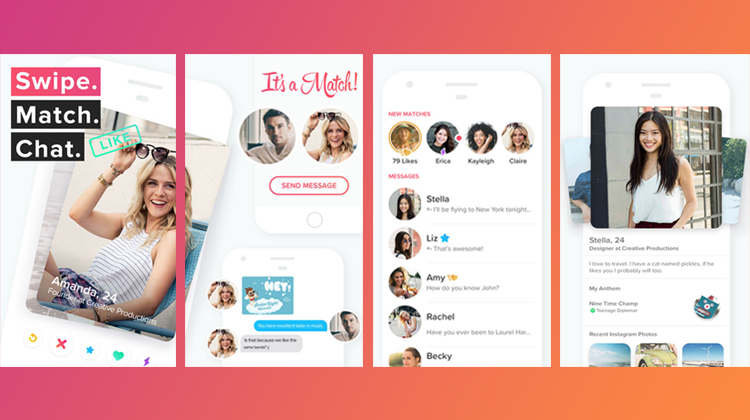 Swipe.
Match.
Chat.
LIKE
Amanda, 24
Founder at Creative Productions
It's a Match!
SEND MESSAGE
HEY!
You have excellent taste in music.
Is that because we like the
same bands? ;)
NEW MATCHES
79 Likes
Erica
Kayleigh
Claire
MESSAGES
Stella
I'll be flying to New York tonight...
Liz
That's awesome!
Amy
How do you know John?
Rachel
Have you ever been to Laurel Har...
Becky
Stella, 24
Designer at Creative Productions
I love to travel. I have a cat named pickles, if he
likes you I probably will too.
My Anthem
Nine Time Champ
Teenage Diplomat
Recent Instagram Photos